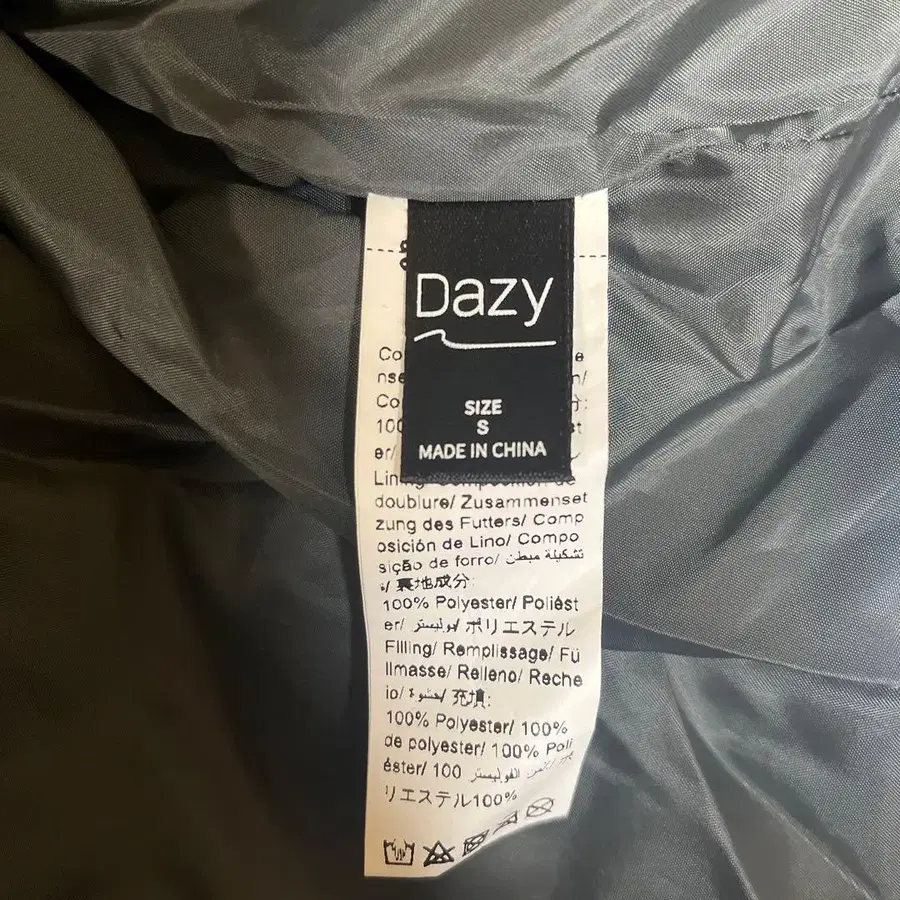 Dazy
SIZE
S
MADE IN CHINA
doublure/ Zusammenset
zung des Futters/ Comp
osición de Lino/ Compo
sição de forro/ تشكيلة مبطن
/ 裏地成分:
100% Polyester/ Poliést
er/ بوليستر/ ポリエステル
Filling/ Remplissage/ Fü
llmasse/ Relleno/ Reche
io/ حشوة/ 充填:
100% Polyester/ 100%
de polyester/ 100% Poli
éster/ 100
リエステル100%